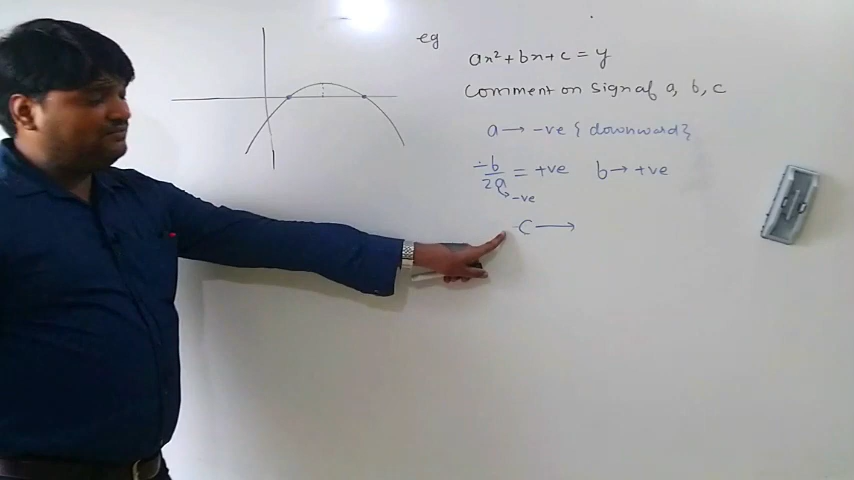 eg
ax²+bx+c=y
Comment on sign of a, b, c
a → -ve { downward}
-b/2a = +ve b → +ve
→ -ve
C →